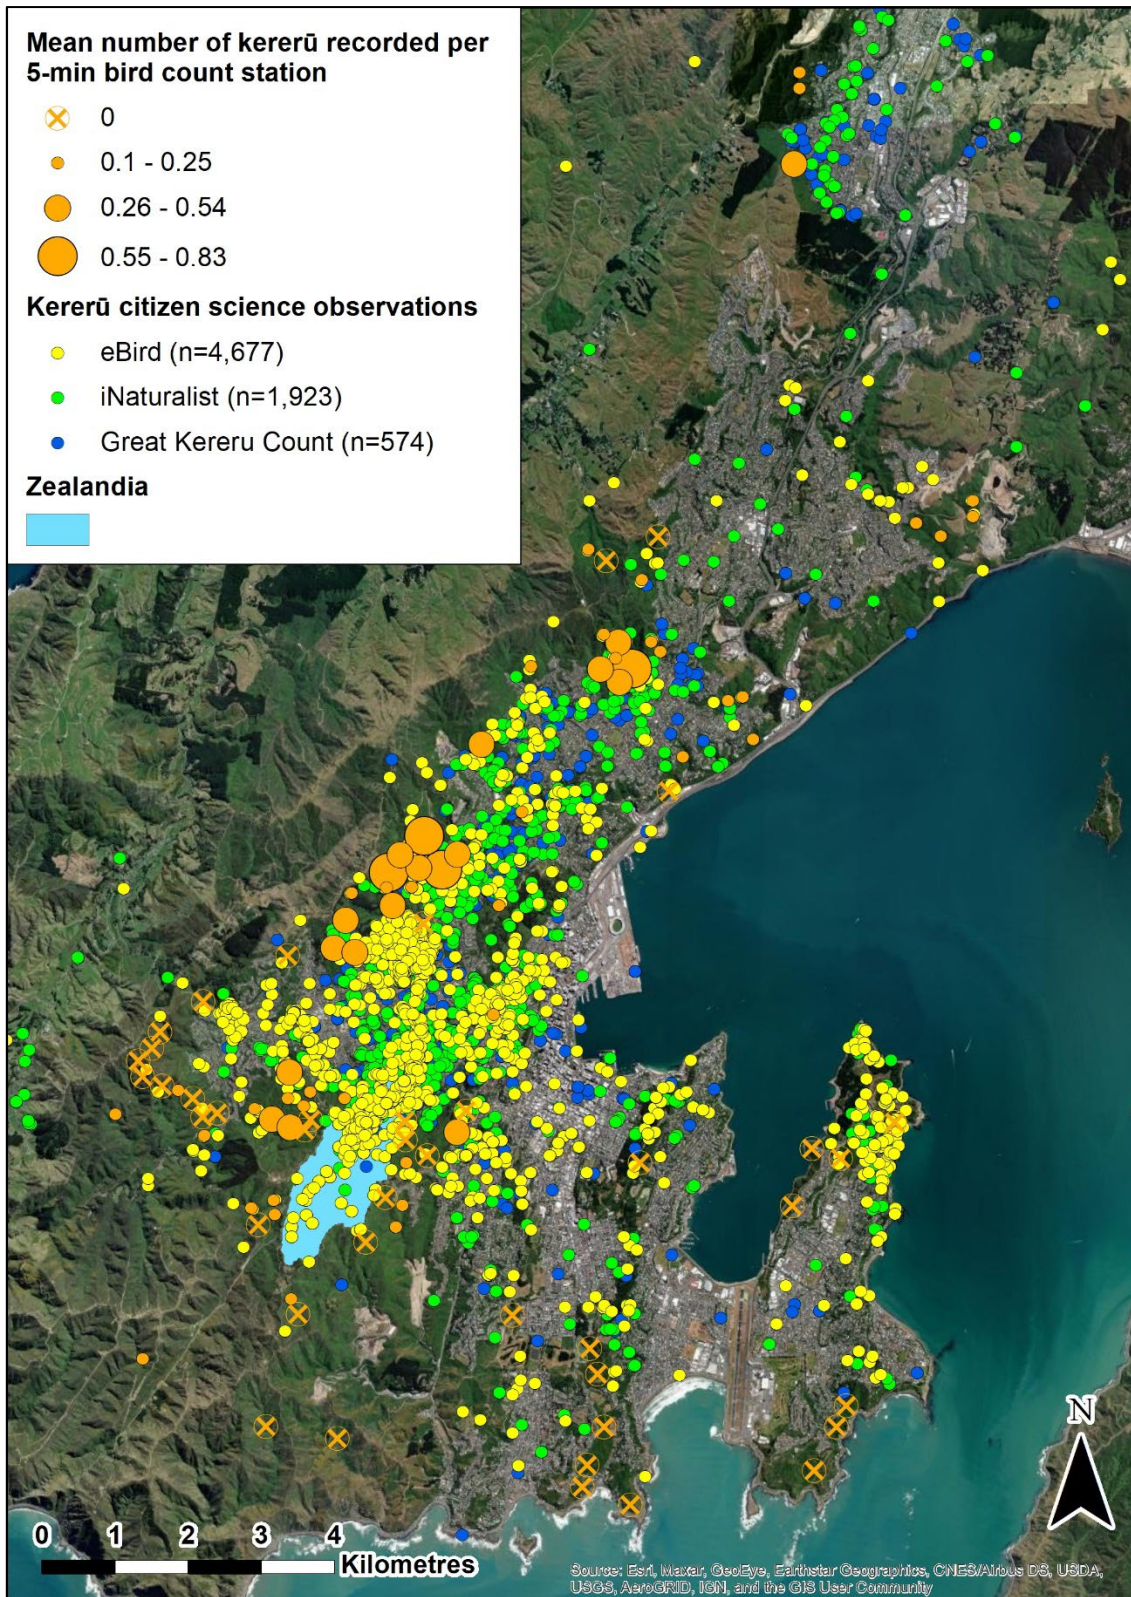 Mean number of kererū recorded per
5-min bird count station
0
0.1 - 0.25
0.26 - 0.54
0.55 - 0.83
Kererū citizen science observations
eBird (n=4,677)
iNaturalist (n=1,923)
Great Kereru Count (n=574)
Zealandia
N
0 1 2 3 4
Kilometres
Source: Esri, Maxar, GeoEye, Earthstar Geographics, CNES/Airbus DS, USDA,
USGS, AeroGRID, IGN, and the GIS User Community